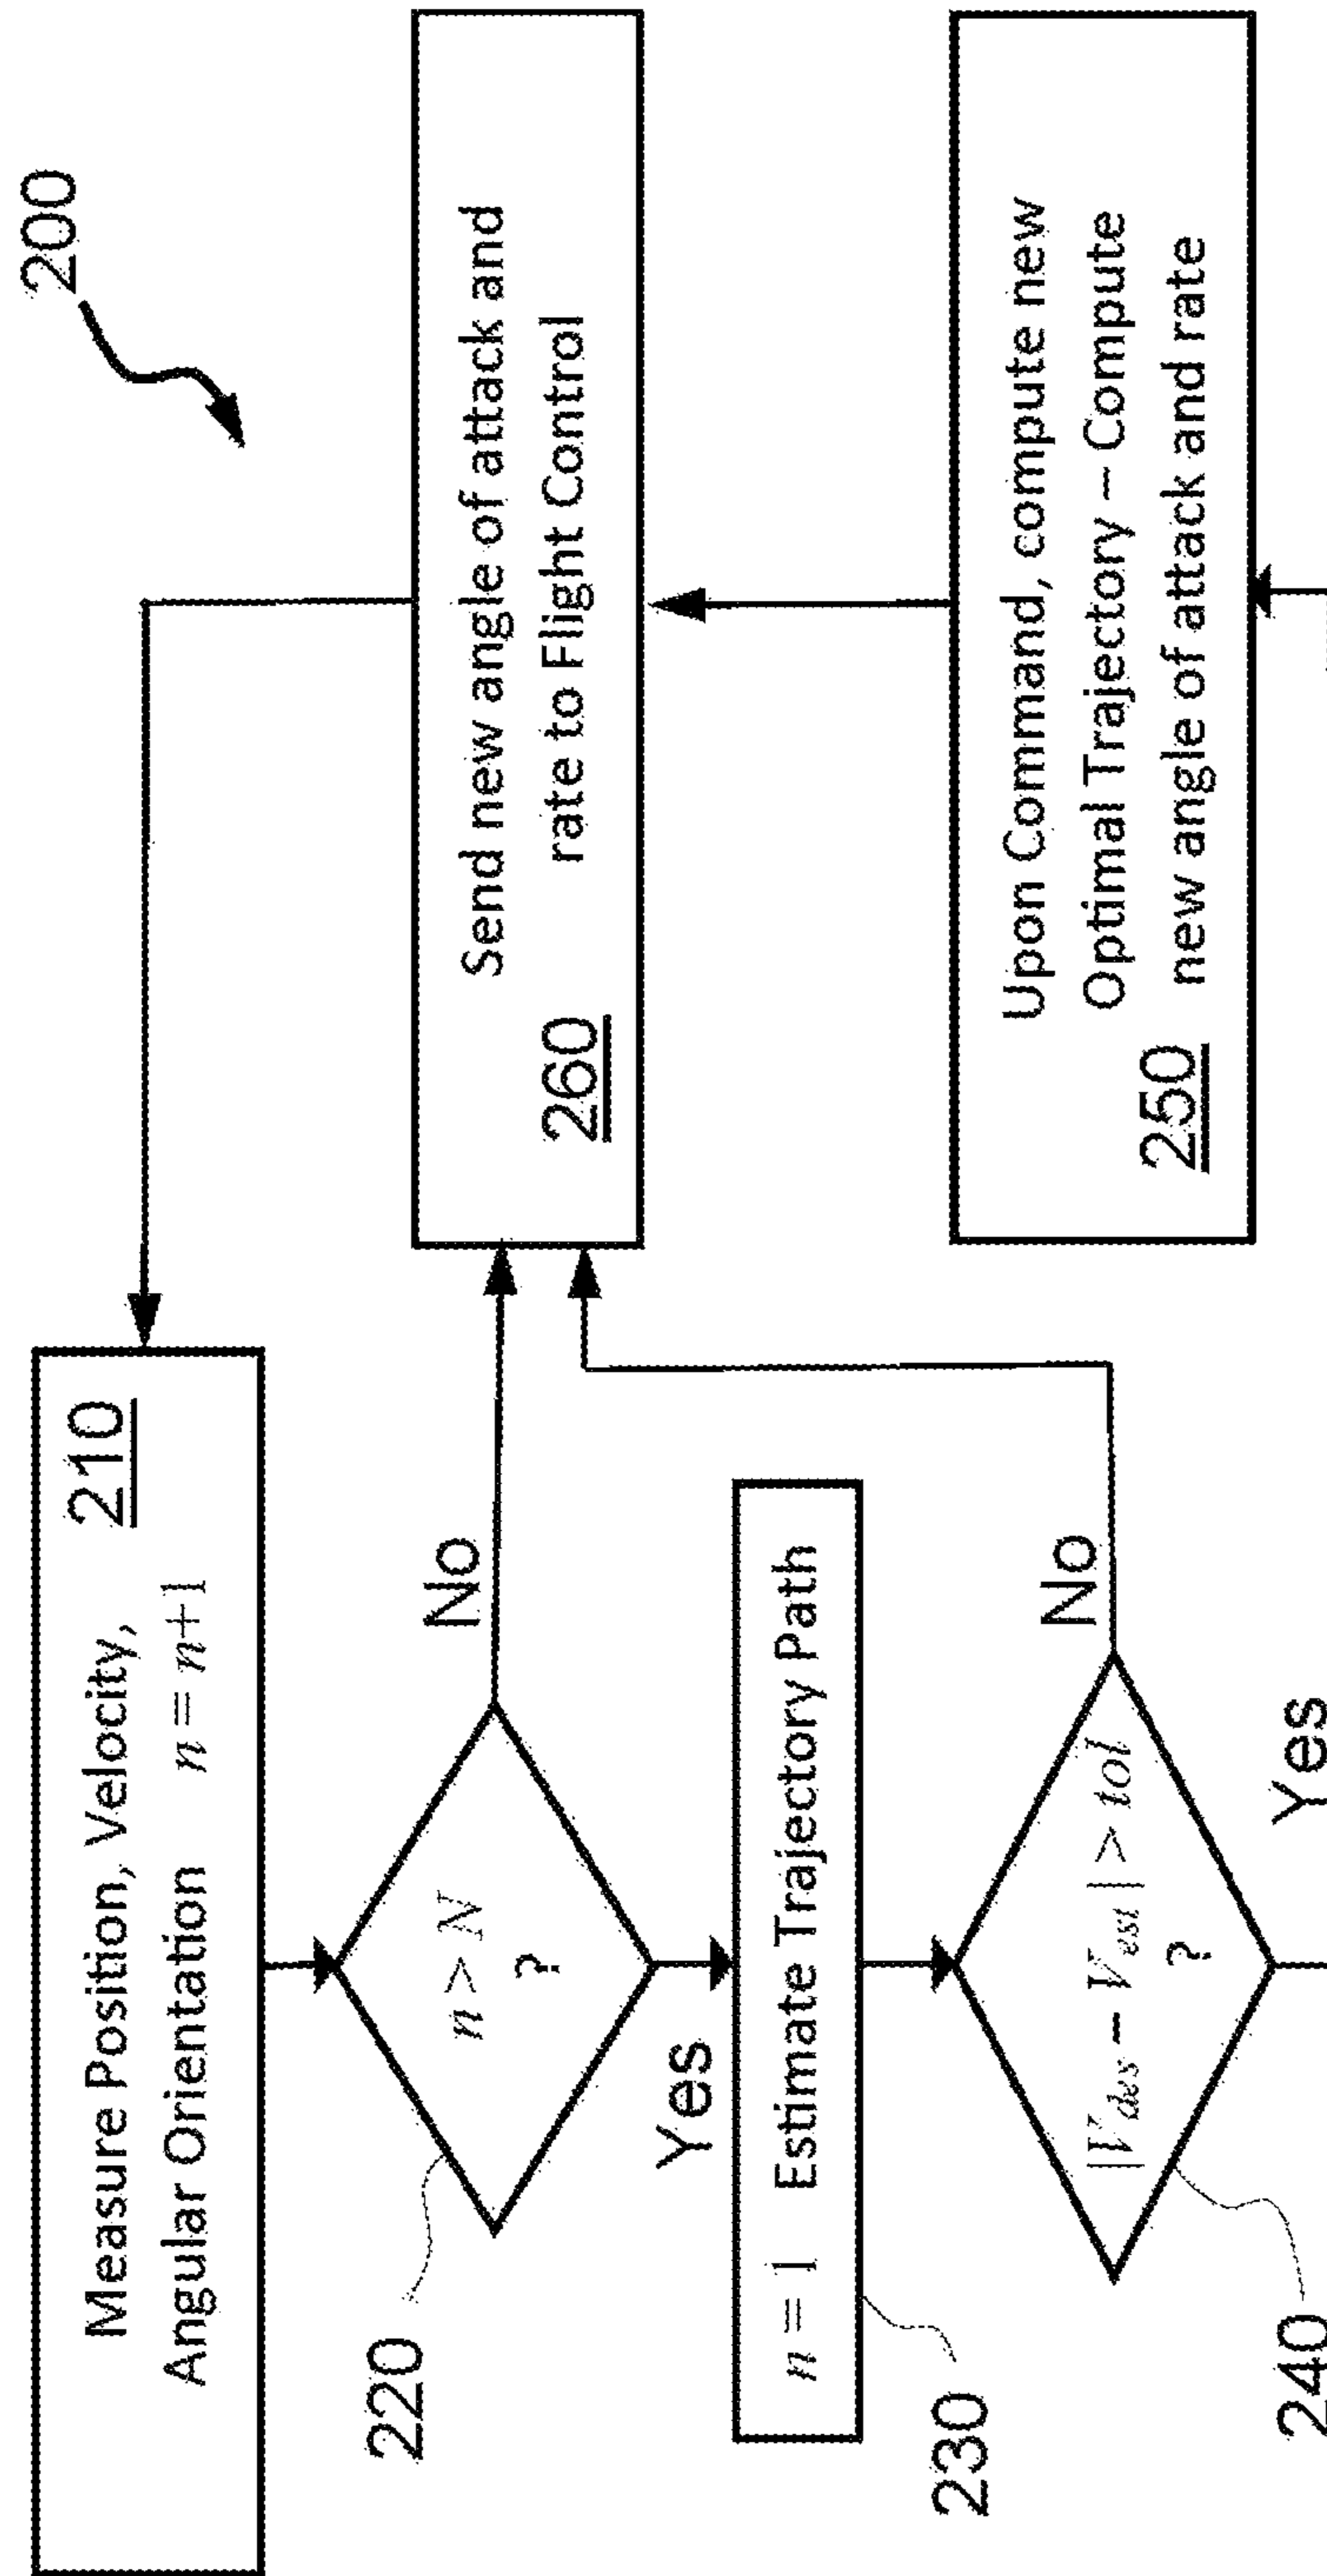 200
Measure Position, Velocity, 210
Angular Orientation n = n+1
220
n > N
?
No
Yes
n = 1 Estimate Trajectory Path
230
|V_des − V_est| > tol
?
No
240
Yes
Send new angle of attack and
rate to Flight Control
260
Upon Command, compute new
Optimal Trajectory – Compute
new angle of attack and rate
250